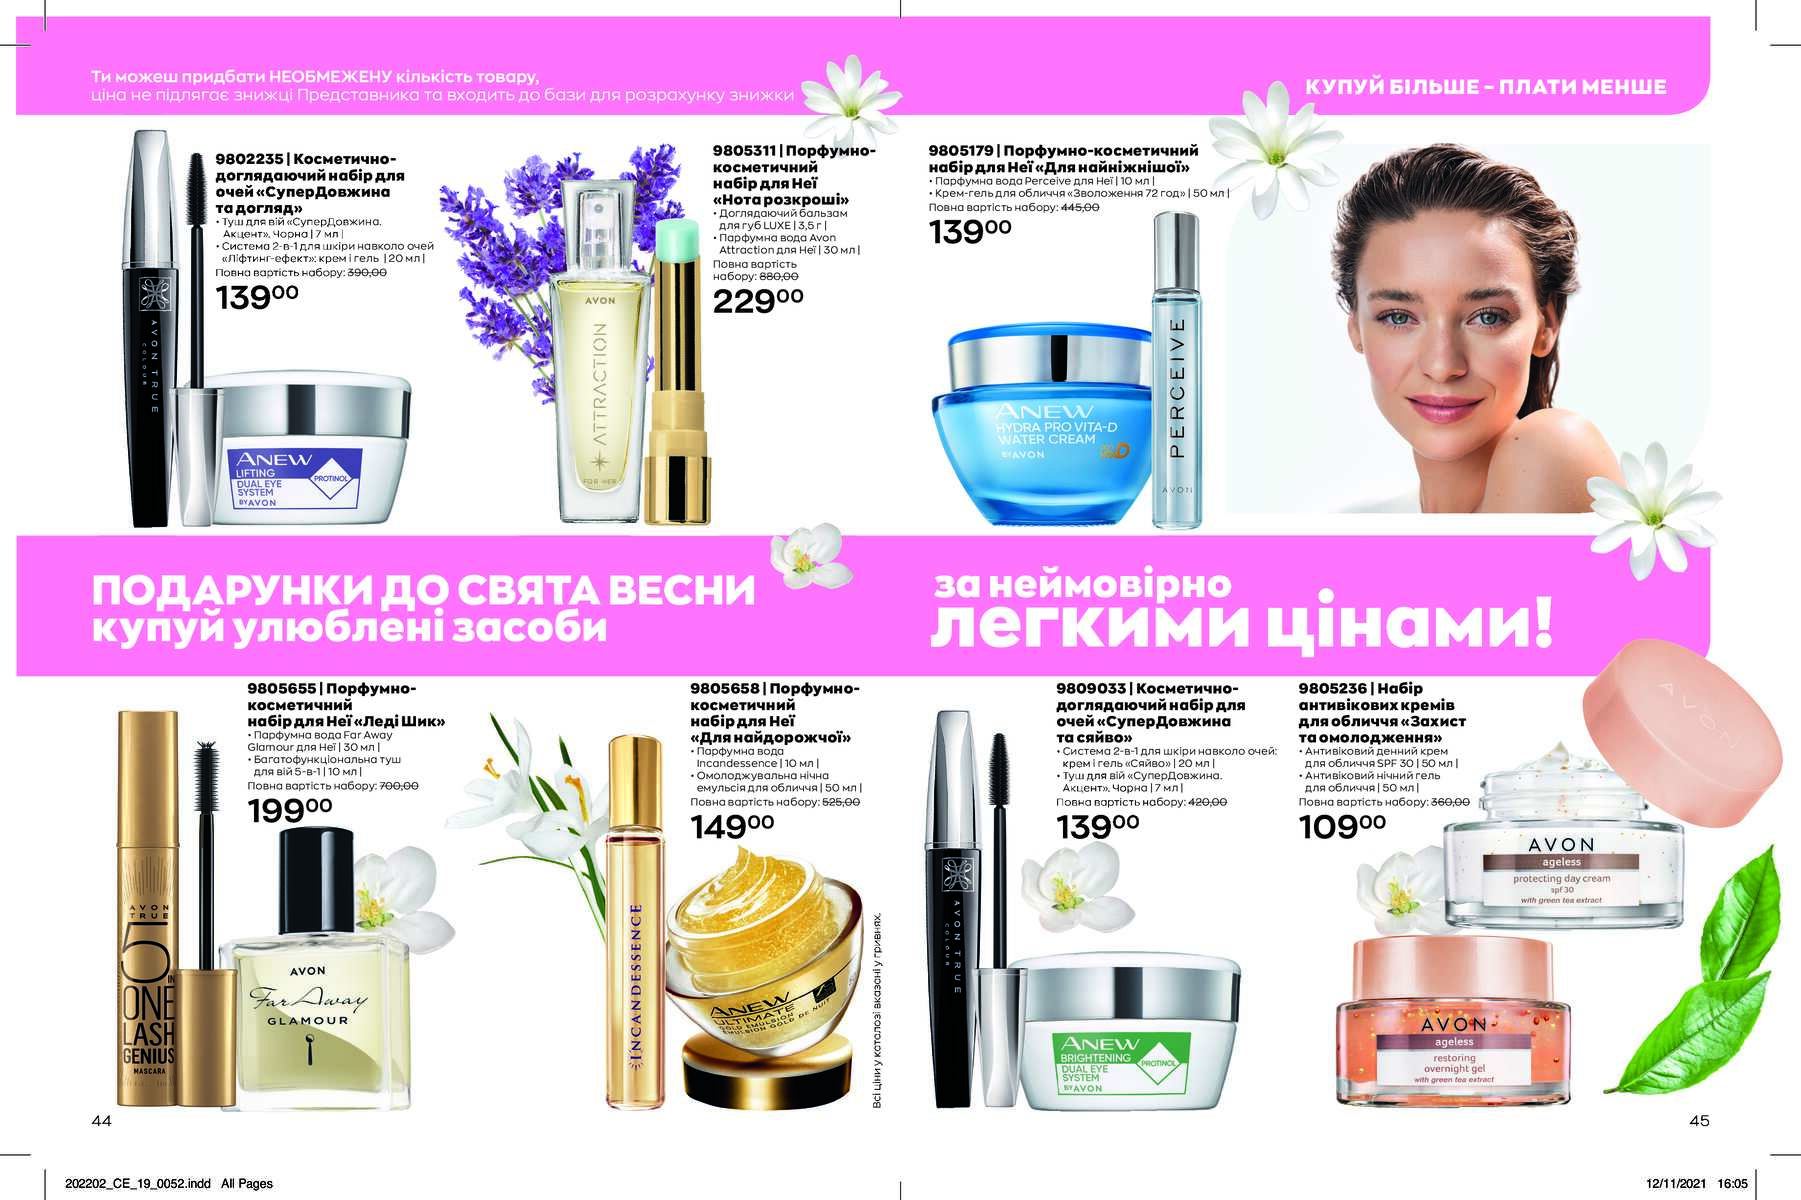 Ти можеш придбати НЕОБМЕЖЕНУ кількість товару,
ціна не підлягає знижці Представника та входить до бази для розрахунку знижки
КУПУЙ БІЛЬШЕ – ПЛАТИ МЕНШЕ
9802235 | Косметично-
доглядаючий набір для
очей «СуперДовжина
та догляд»
• Туш для вій «СуперДовжина.
Акцент». Чорна | 7 мл |
• Система 2-в-1 для шкіри навколо очей
«Ліфтинг-ефект»: крем і гель | 20 мл |
Повна вартість набору: 390,00
139⁰⁰
AVON TRUE
COLOUR
ANEW
LIFTING
DUAL EYE
SYSTEM
BY AVON
PROTINOL
9805311 | Порфумно-
косметичний
набір для Неї
«Нота розкроші»
• Доглядаючий бальзам
для губ LUXE | 3,5 г |
• Парфумна вода Avon
Attraction для Неї | 30 мл |
Повна вартість
набору: 880,00
229⁰⁰
AVON
ATTRACTION
FOR HER
9805179 | Порфумно-косметичний
набір для Неї «Для найніжнішої»
• Парфумна вода Perceive для Неї | 10 мл |
• Крем-гель для обличчя «Зволоження 72 год» | 50 мл |
Повна вартість набору: 445,00
139⁰⁰
ANEW
HYDRA PRO VITA-D
WATER CREAM
BY AVON
D
PERCEIVE
AVON
ПОДАРУНКИ ДО СВЯТА ВЕСНИ
купуй улюблені засоби
за неймовірно
легкими цінами!
9805655 | Порфумно-
косметичний
набір для Неї «Леді Шик»
• Парфумна вода Far Away
Glamour для Неї | 30 мл |
• Багатофункціональна туш
для вій 5-в-1 | 10 мл |
Повна вартість набору: 700,00
199⁰⁰
AVON
TRUE
5
IN
ONE
LASH
GENIUS
MASCARA
AVON
Far Away
GLAMOUR
9805658 | Порфумно-
косметичний
набір для Неї
«Для найдорожчої»
• Парфумна вода
Incandessence | 10 мл |
• Омолоджувальна нічна
емульсія для обличчя | 50 мл |
Повна вартість набору: 525,00
149⁰⁰
INCANDESSENCE
ANEW
ULTIMATE
GOLD EMULSION
EMULSION GOLD DE NUIT
Всі ціни у каталозі вказані у гривнях.
9809033 | Косметично-
доглядаючий набір для
очей «СуперДовжина
та сяйво»
• Система 2-в-1 для шкіри навколо очей:
крем і гель «Сяйво» | 20 мл |
• Туш для вій «СуперДовжина.
Акцент». Чорна | 7 мл |
Повна вартість набору: 420,00
139⁰⁰
AVON TRUE
COLOUR
ANEW
BRIGHTENING
DUAL EYE
SYSTEM
BY AVON
PROTINOL
9805236 | Набір
антивікових кремів
для обличчя «Захист
та омолодження»
• Антивіковий денний крем
для обличчя SPF 30 | 50 мл |
• Антивіковий нічний гель
для обличчя | 50 мл |
Повна вартість набору: 360,00
109⁰⁰
AVON
AVON
ageless
protecting day cream
spf 30
with green tea extract
AVON
ageless
restoring
overnight gel
with green tea extract
44
45
202202_CE_19_0052.indd All Pages
12/11/2021 16:05